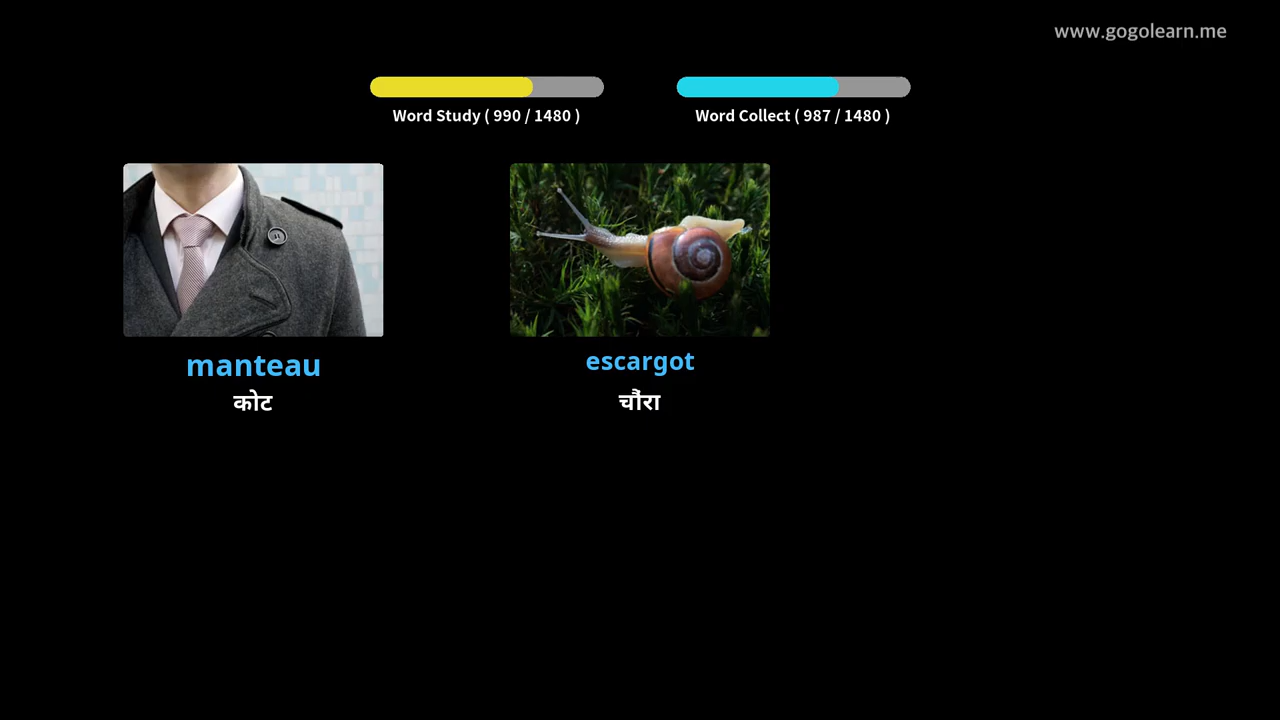 www.gogolearn.me
Word Study ( 990 / 1480 )
Word Collect ( 987 / 1480 )
manteau
कोट
escargot
चौंरा